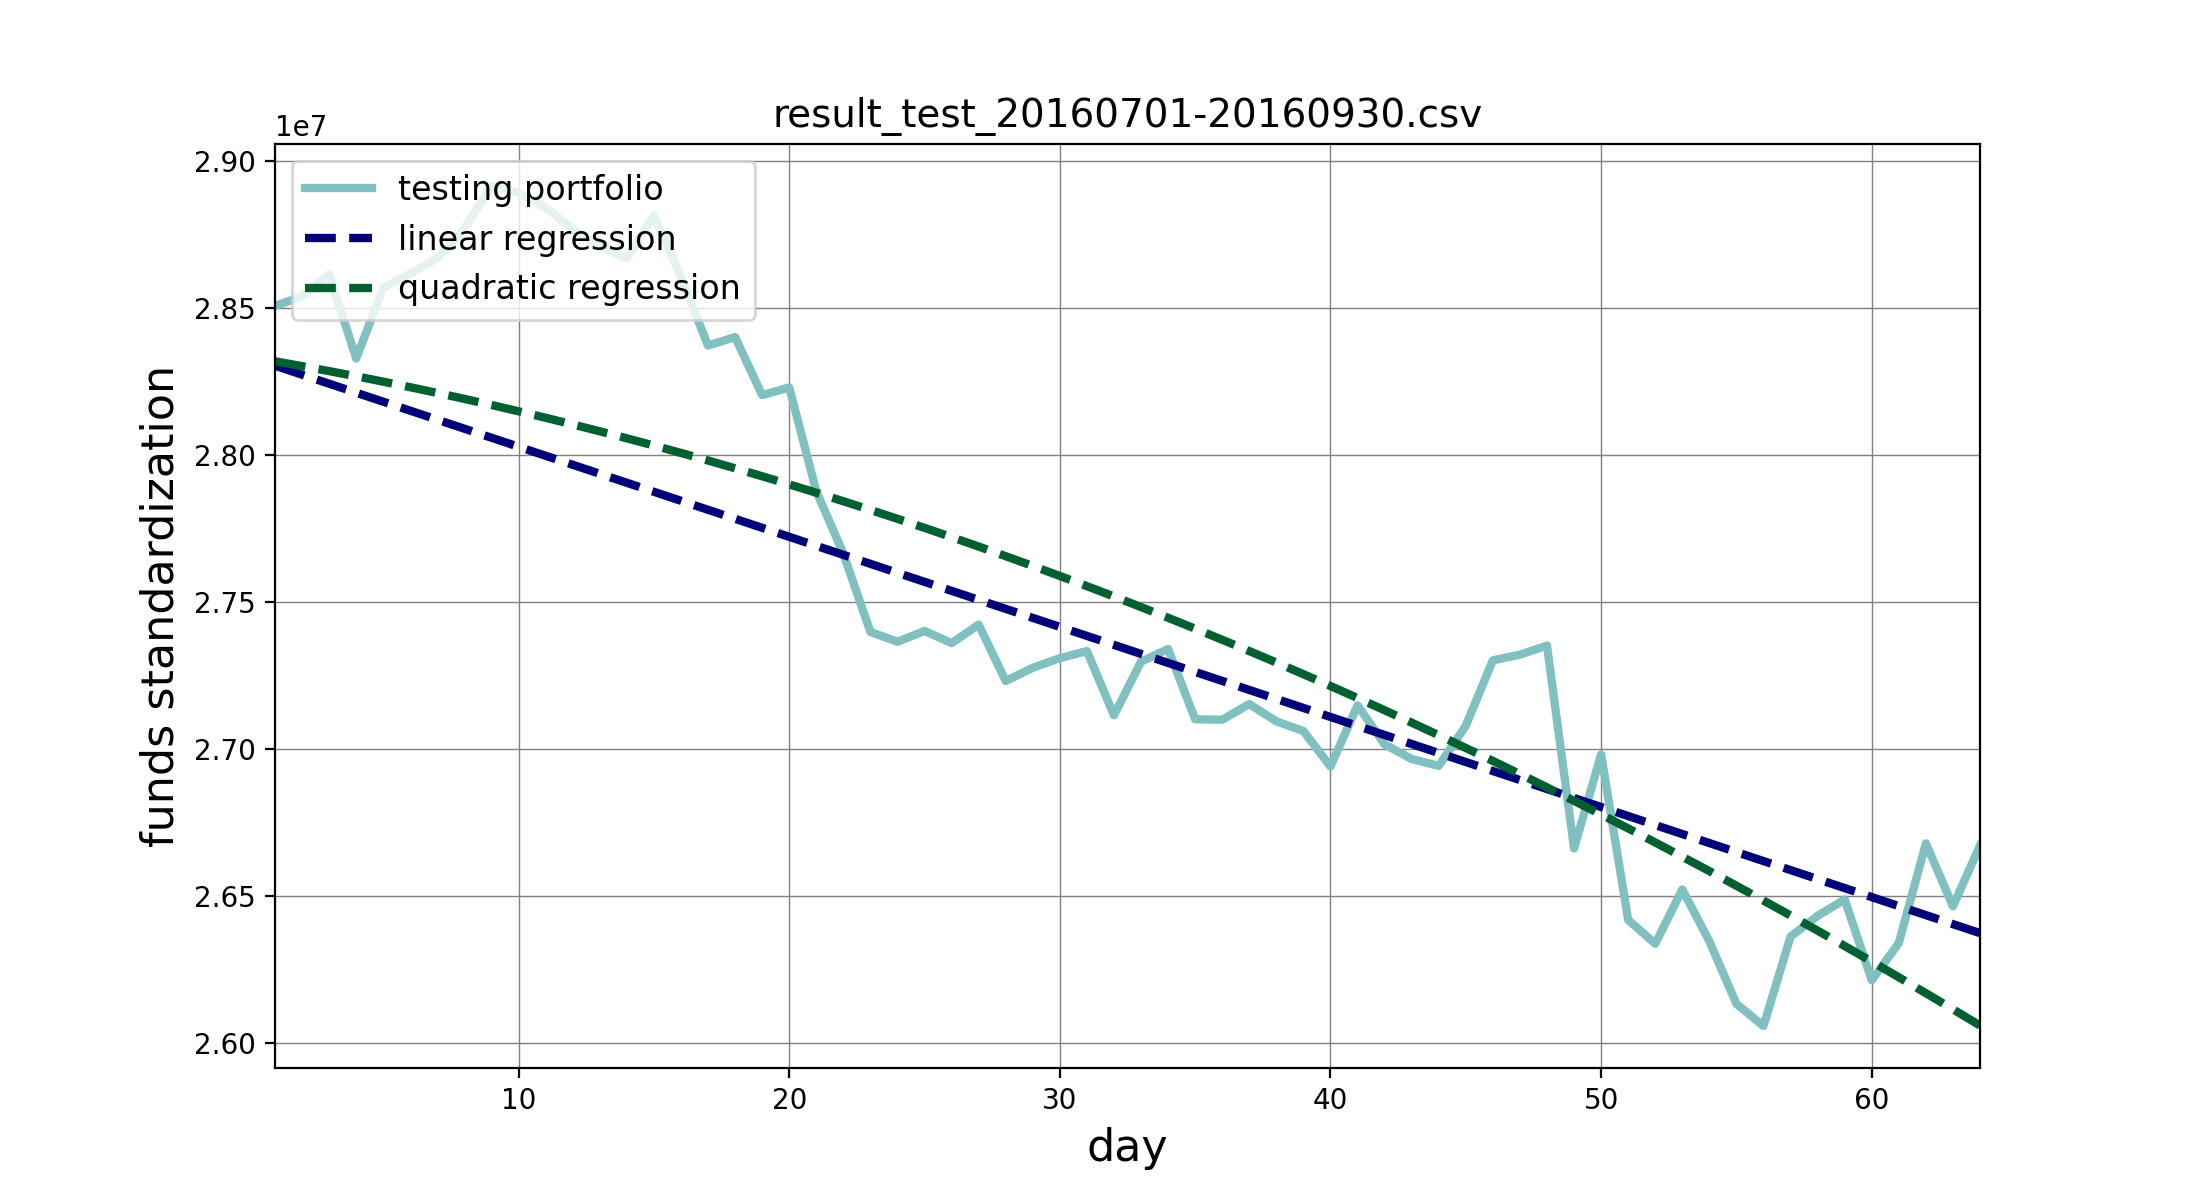 result_test_20160701-20160930.csv
1e7
2.90
2.85
2.80
2.75
2.70
2.65
2.60
funds standardization
testing portfolio
linear regression
quadratic regression
10 20 30 40 50 60
day